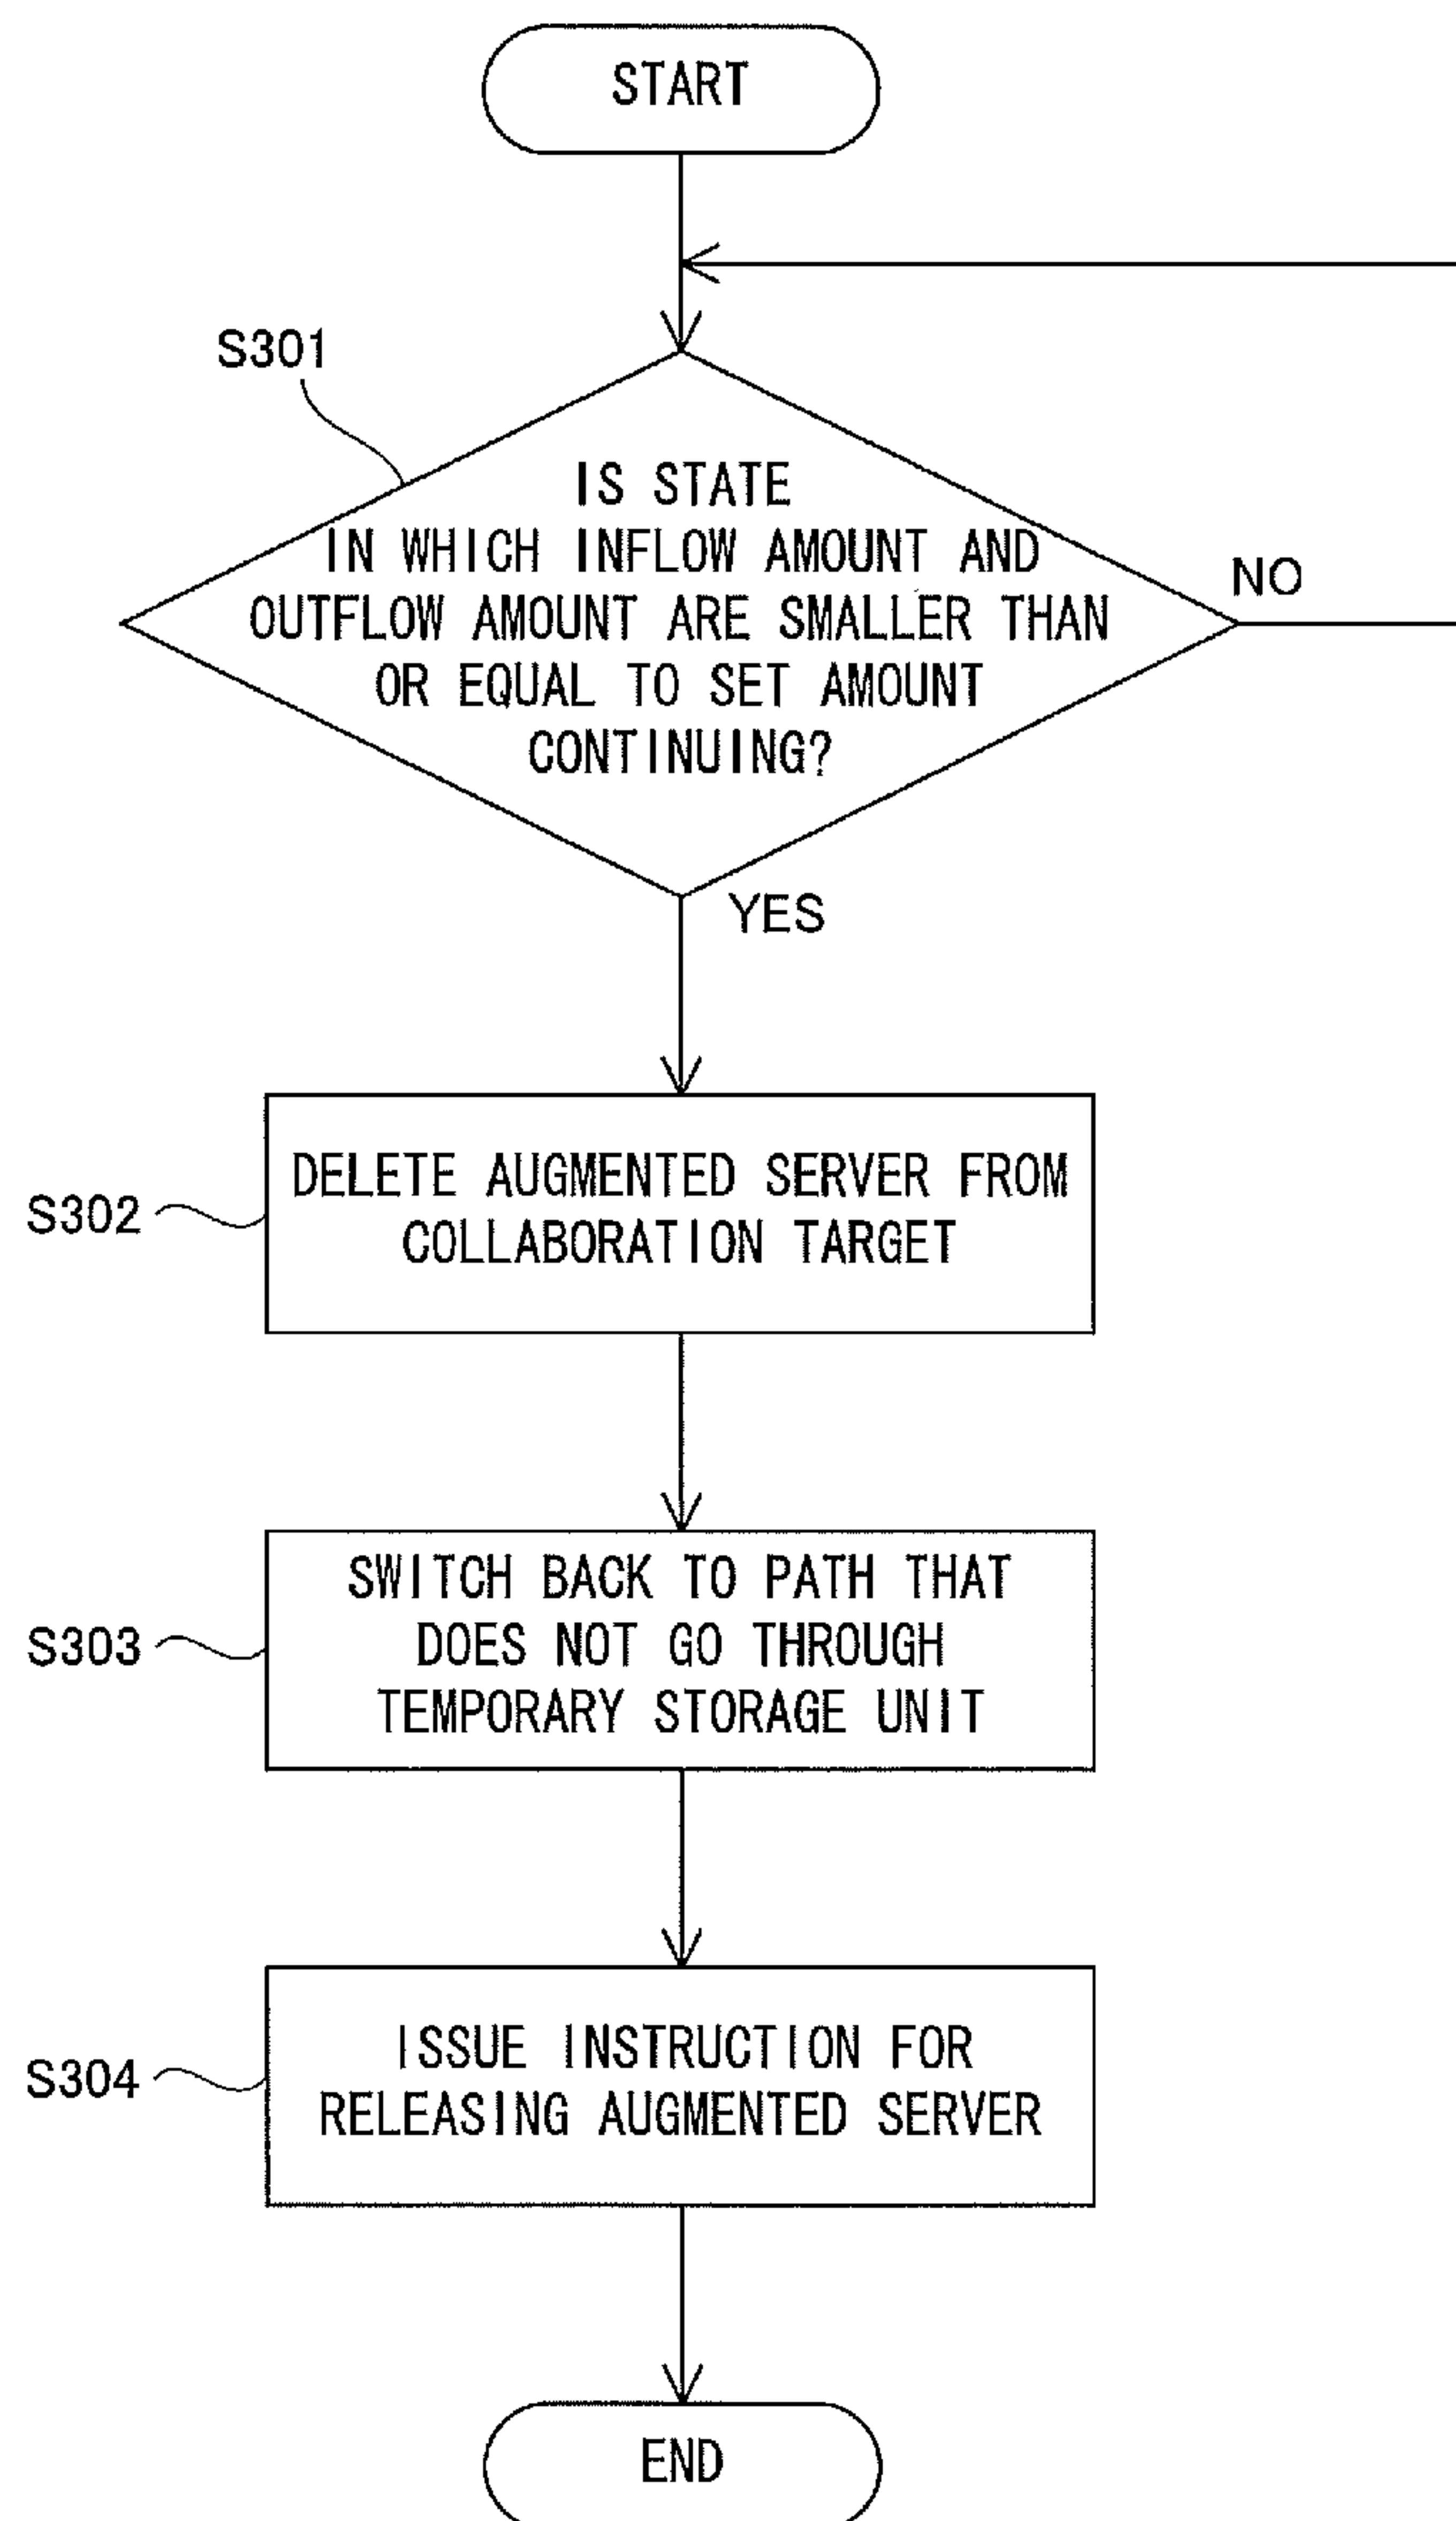 START
S301
IS STATE
IN WHICH INFLOW AMOUNT AND
OUTFLOW AMOUNT ARE SMALLER THAN
OR EQUAL TO SET AMOUNT
CONTINUING?
NO
YES
S302
DELETE AUGMENTED SERVER FROM
COLLABORATION TARGET
S303
SWITCH BACK TO PATH THAT
DOES NOT GO THROUGH
TEMPORARY STORAGE UNIT
S304
ISSUE INSTRUCTION FOR
RELEASING AUGMENTED SERVER
END